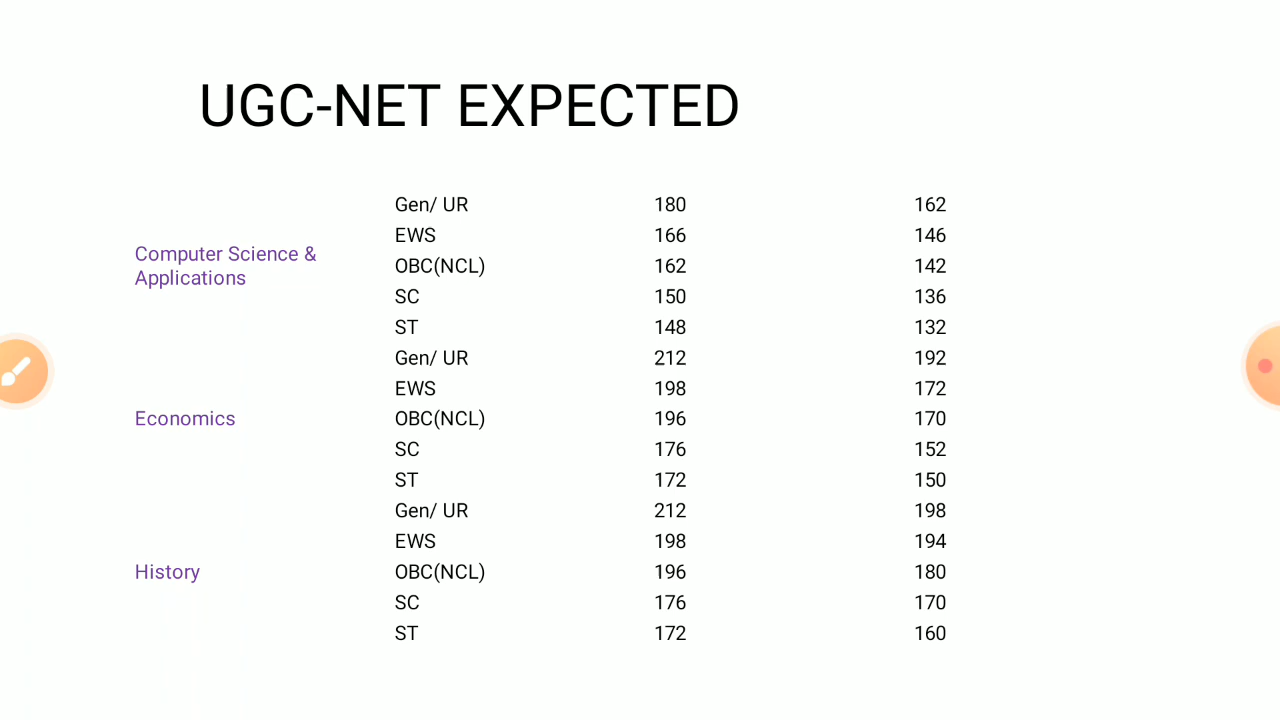 UGC-NET EXPECTED
Gen/ UR 180 162
EWS 166 146
Computer Science &
Applications
OBC(NCL) 162 142
SC 150 136
ST 148 132
Gen/ UR 212 192
EWS 198 172
Economics OBC(NCL) 196 170
SC 176 152
ST 172 150
Gen/ UR 212 198
EWS 198 194
History OBC(NCL) 196 180
SC 176 170
ST 172 160